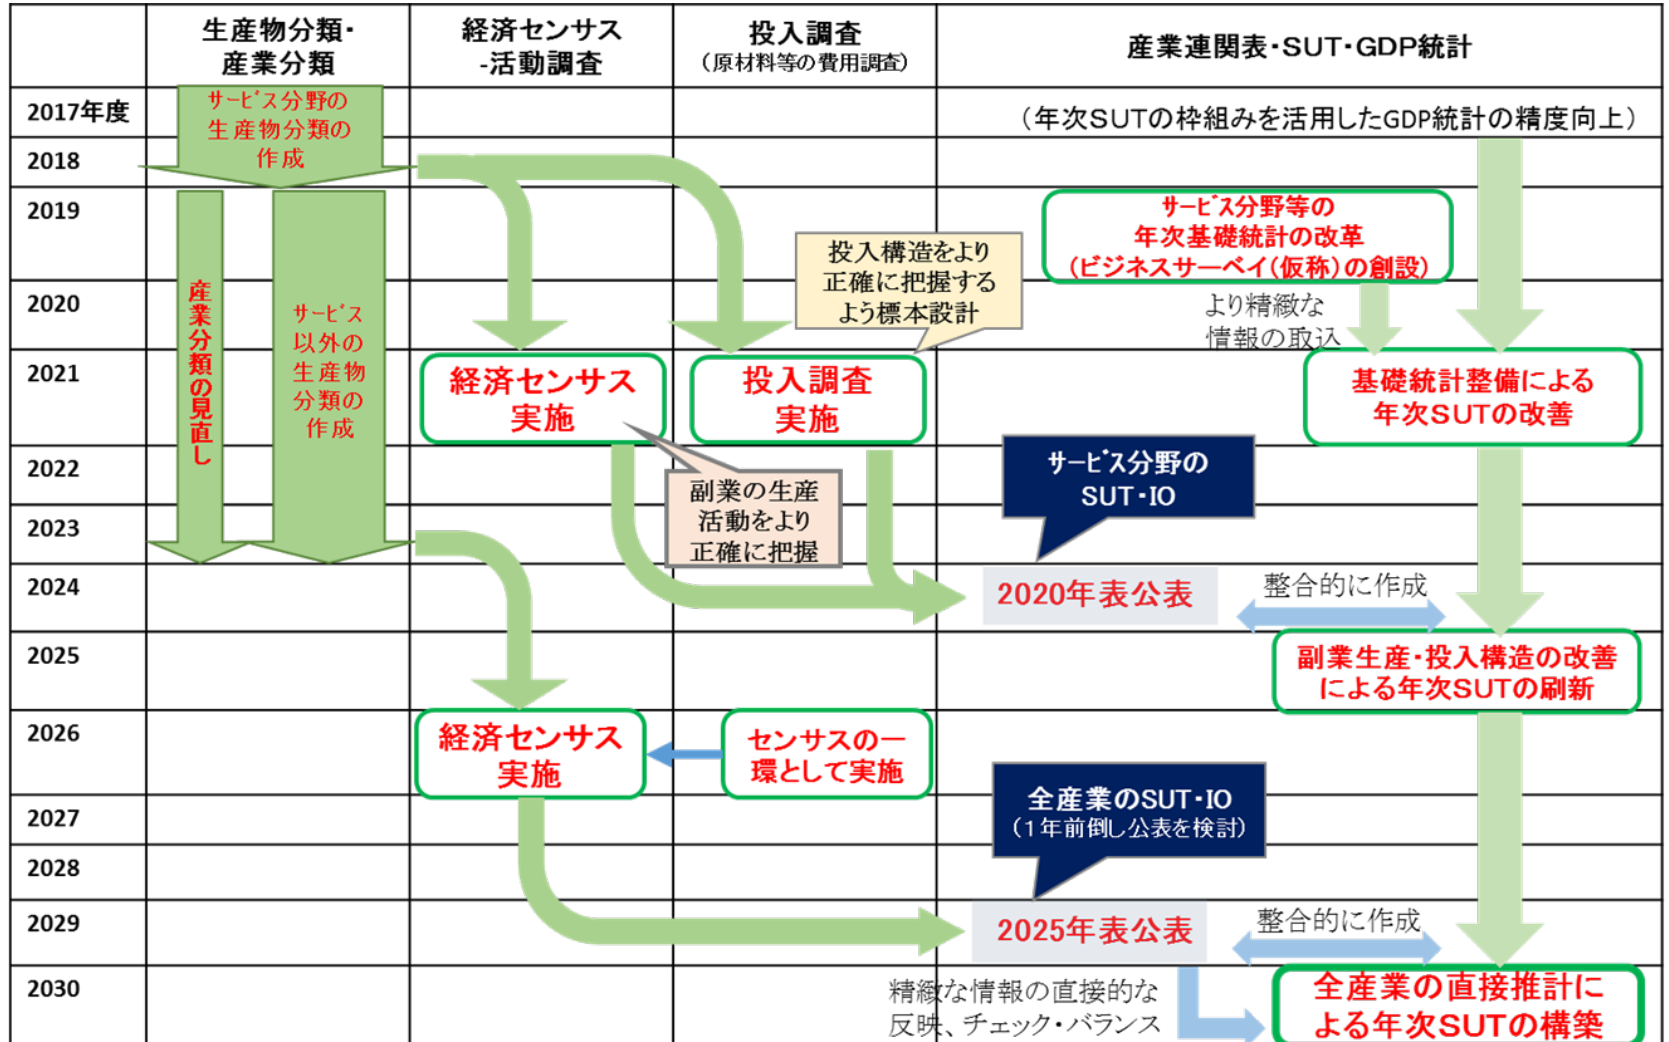 生産物分類・
産業分類
経済センサス
-活動調査
投入調査
（原材料等の費用調査）
産業連関表・SUT・GDP統計
2017年度
サービス分野の
生産物分類の
作成
（年次SUTの枠組みを活用したGDP統計の精度向上）
2018
2019
サービス分野等の
年次基礎統計の改革
（ビジネスサーベイ（仮称）の創設）
投入構造をより
正確に把握する
よう標本設計
産業分類の見直し
サービス
以外の
生産物
分類の
作成
2020
より精緻な
情報の取込
2021
経済センサス
実施
投入調査
実施
基礎統計整備による
年次SUTの改善
2022
副業の生産
活動をより
正確に把握
サービス分野の
SUT・IO
2023
2024
2020年表公表
整合的に作成
2025
副業生産・投入構造の改善
による年次SUTの刷新
2026
経済センサス
実施
センサスの一
環として実施
2027
全産業のSUT・IO
（１年前倒し公表を検討）
2028
2029
2025年表公表
整合的に作成
2030
精緻な情報の直接的な
反映、チェック・バランス
全産業の直接推計に
よる年次SUTの構築